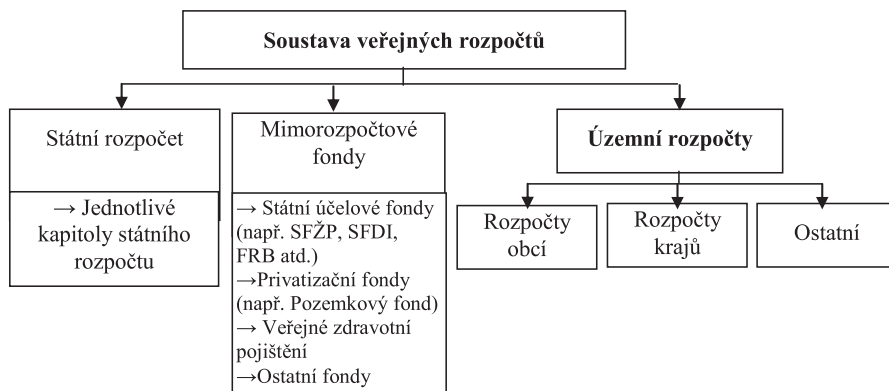 Soustava veřejných rozpočtů
Státní rozpočet
→ Jednotlivé
kapitoly státního
rozpočtu
Mimorozpočtové
fondy
→ Státní účelové fondy
(např. SFŽP, SFDI,
FRB atd.)
→Privatizační fondy
(např. Pozemkový fond)
→ Veřejné zdravotní
pojištění
→Ostatní fondy
Územní rozpočty
Rozpočty
obcí
Rozpočty
krajů
Ostatní